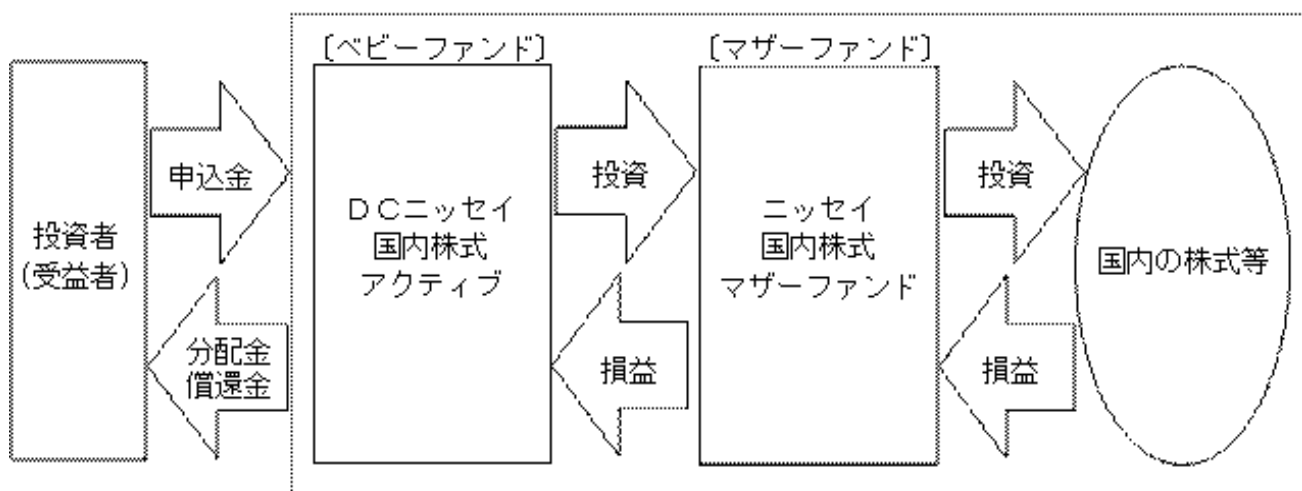 〔ベビーファンド〕
〔マザーファンド〕
投資者
(受益者)
申込金
分配金
償還金
ＤＣニッセイ
国内株式
アクティブ
投資
損益
ニッセイ
国内株式
マザーファンド
投資
損益
国内の株式等